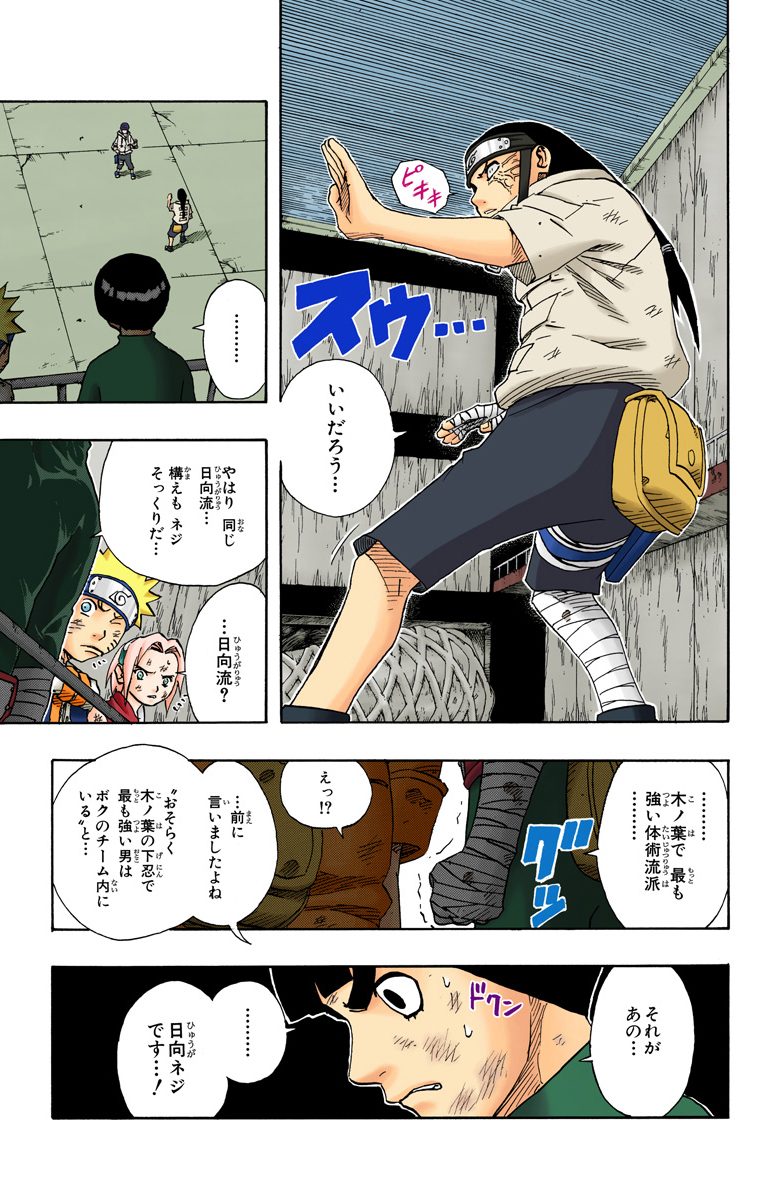 ピキキ
スゥ…
いいだろう…
………
やはり 同じ
日向流…
構えも ネジ
そっくりだ…
…日向流？
………
木ノ葉で 最も
強い体術流派
………
グッ
えっ!?
…前に
言いましたよね
〝おそらく
木ノ葉の下忍で
最も強い男は
ボクのチーム内に
いる〟と…
それが
あの…
ドクン
………
日向ネジ
です…！